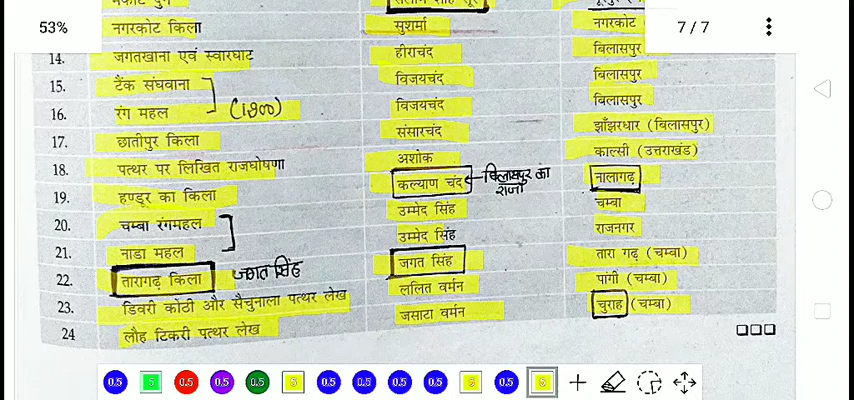 53%
7 / 7
नगरकोट किला सुशर्मा नगरकोट
14. जगतखाना एवं स्वारघाट हीराचंद बिलासपुर
15. टैंक संघवाना विजयचंद बिलासपुर
16. रंग महल (1900) विजयचंद बिलासपुर
17. छातीपुर किला संसारचंद झाँझरधार (बिलासपुर)
18. पत्थर पर लिखित राजघोषणा अशोक काल्सी (उत्तराखंड)
19. हण्डूर का किला कल्याण चंद बिलासपुर का राजा नालागढ़
20. चम्बा रंगमहल उम्मेद सिंह चम्बा
21. नाडा महल उम्मेद सिंह राजनगर
22. तारागढ़ किला जगत सिंह जगत सिंह तारा गढ़ (चम्बा)
23. डिवरी कोठी और सैचुनाला पत्थर लेख ललित वर्मन पांगी (चम्बा)
24 लौह टिकरी पत्थर लेख जसाटा वर्मन चुराह (चम्बा)
0.5 5 0.5 0.5 0.5 5 0.5 0.5 0.5 0.5 5 0.5 5